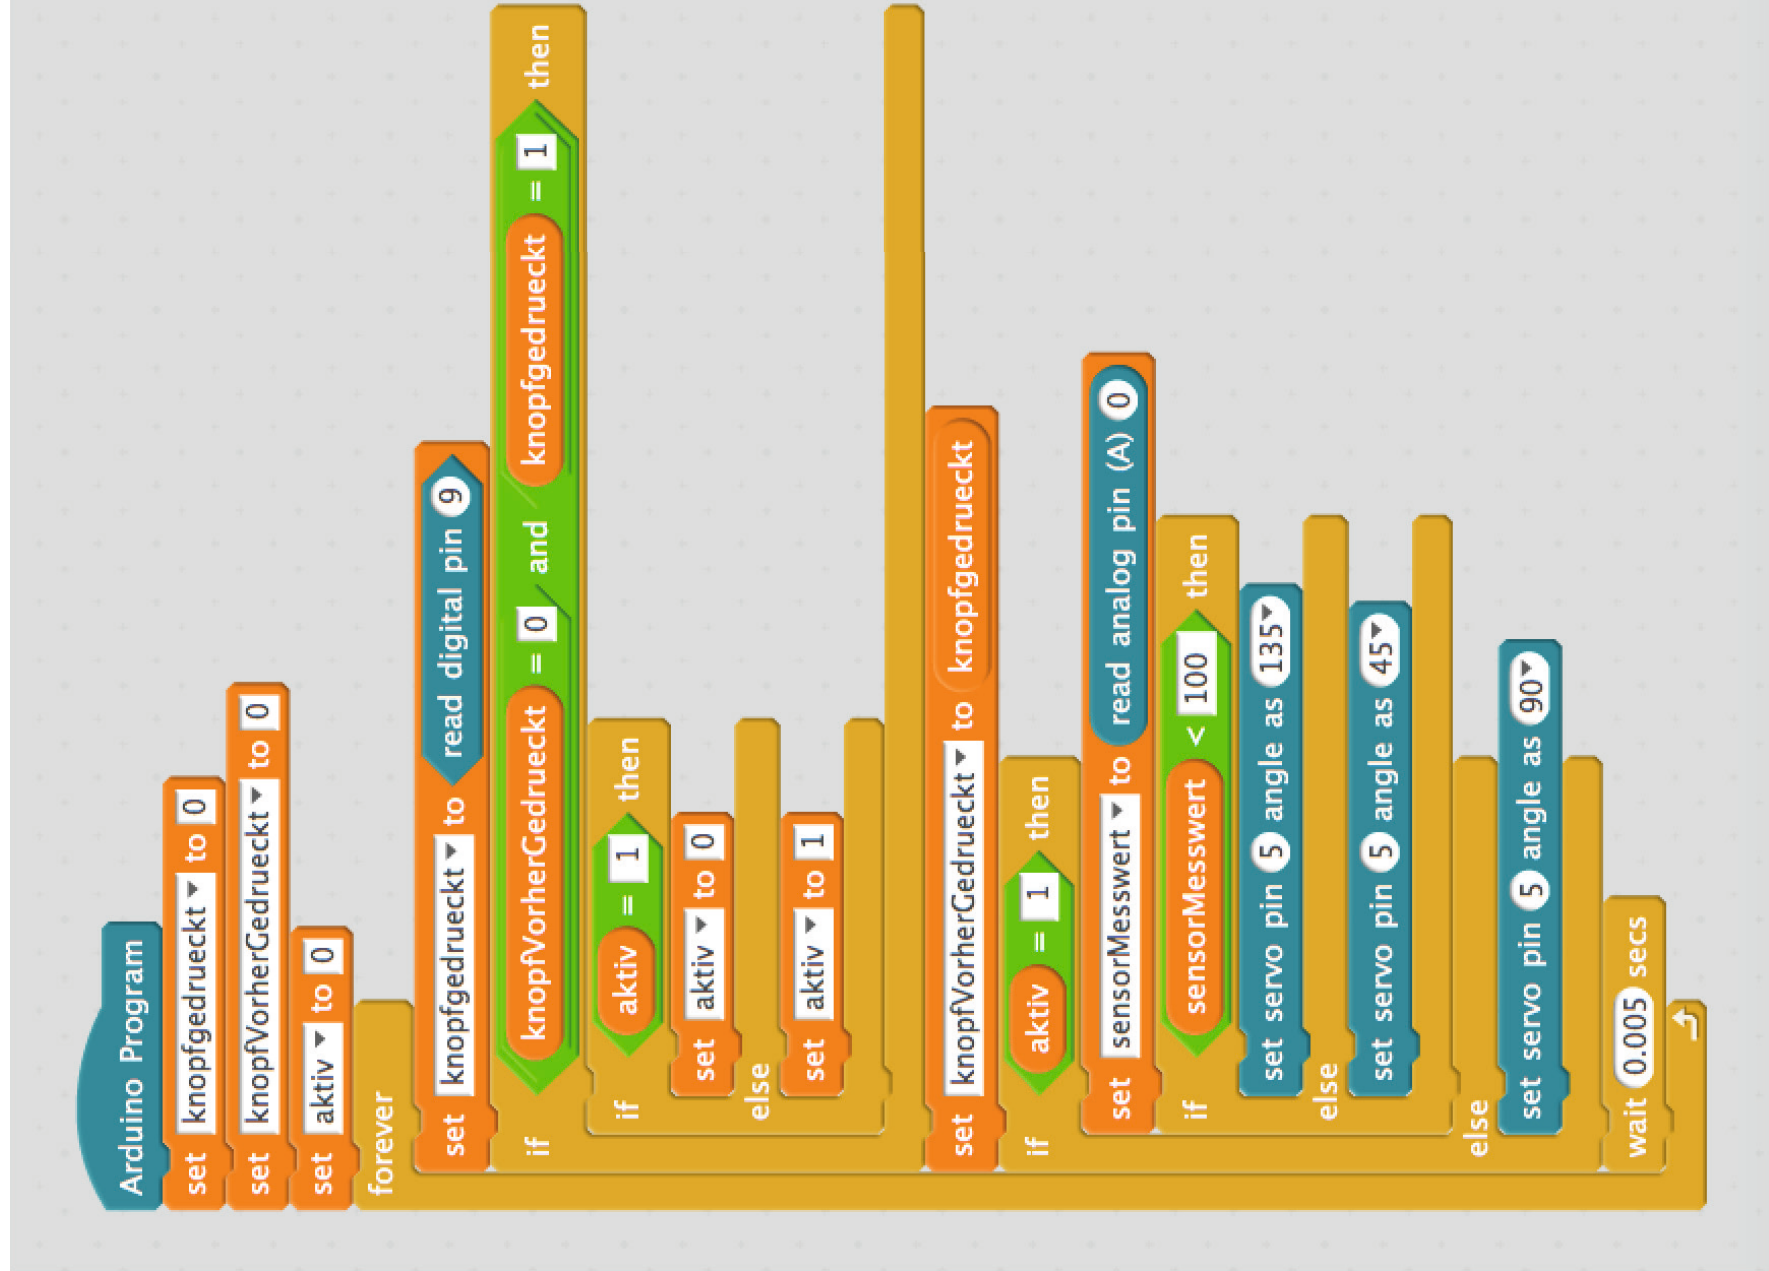 Arduino Program
set knopfgedrueckt to 0
set knopfVorherGedrueckt to 0
set aktiv to 0
forever
set knopfgedrueckt to read digital pin 9
if knopfVorherGedrueckt = 0 and knopfgedrueckt = 1 then
if aktiv = 1 then
set aktiv to 0
else
set aktiv to 1
set knopfVorherGedrueckt to knopfgedrueckt
if aktiv = 1 then
set sensorMesswert to read analog pin (A) 0
if sensorMesswert < 100 then
set servo pin 5 angle as 135
else
set servo pin 5 angle as 45
else
set servo pin 5 angle as 90
wait 0.005 secs